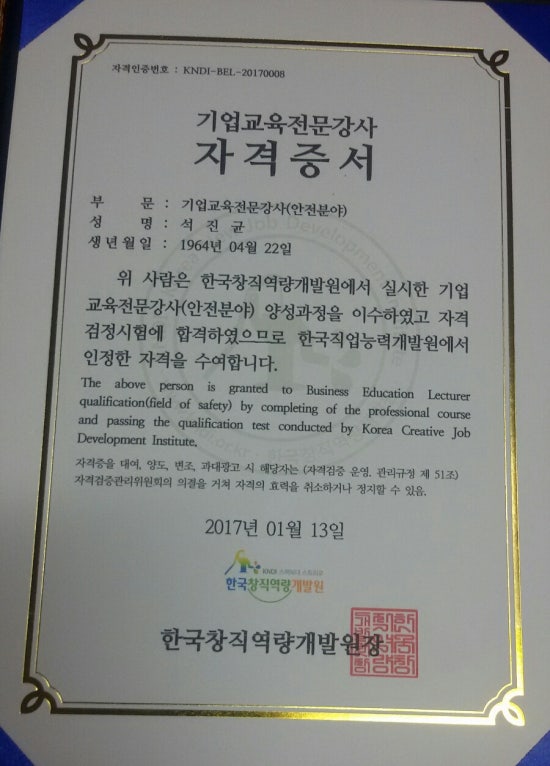 자격인증번호 : KNDI-BEL-20170008
기업교육전문강사
자격증서
부 문 : 기업교육전문강사(안전분야)
성 명 : 석 진 균
생년월일 : 1964년 04월 22일
위 사람은 한국창직역량개발원에서 실시한 기업
교육전문강사(안전분야) 양성과정을 이수하였고 자격
검정시험에 합격하였으므로 한국직업능력개발원에서
인정한 자격을 수여합니다.
The above person is granted to Business Education Lecturer
qualification(field of safety) by completing of the professional course
and passing the qualification test conducted by Korea Creative Job
Development Institute.
자격증을 대여, 양도, 변조, 과대광고 시 해당자는 (자격검증 운영, 관리규정 제 51조)
자격검증관리위원회의 의결을 거쳐 자격의 효력을 취소하거나 정지할 수 있음.
2017년 01월 13일
KNDI
한국창직역량개발원
한국창직역량개발원장